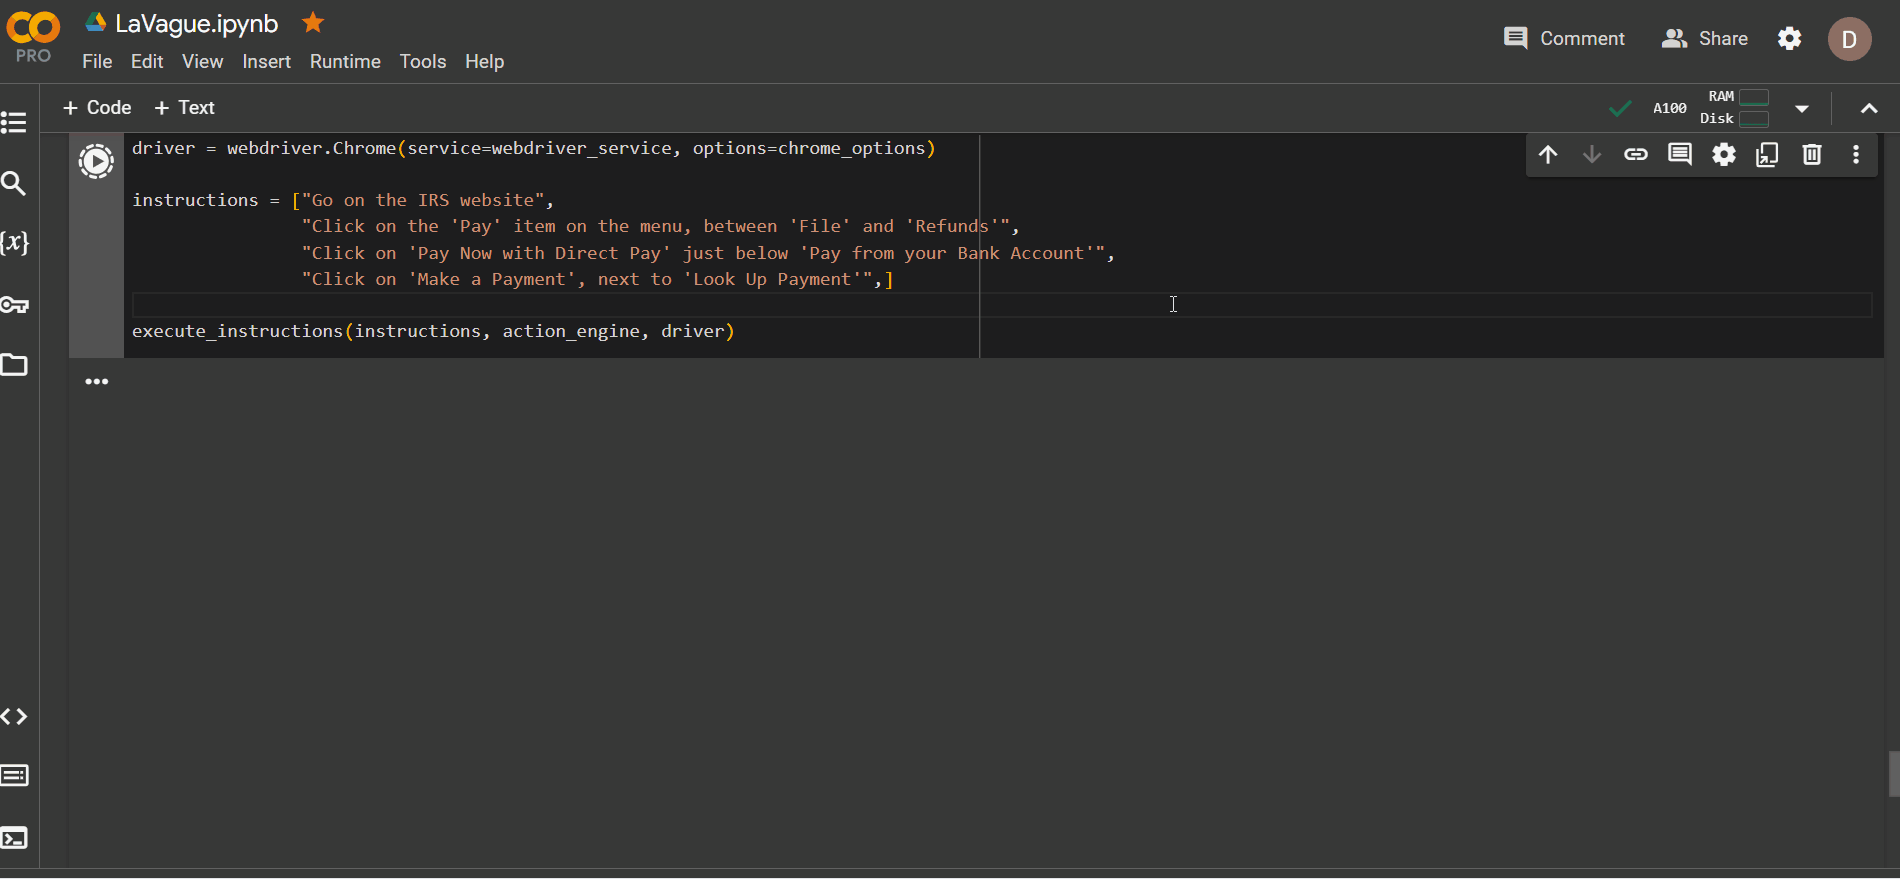 LaVague.ipynb
PRO
File Edit View Insert Runtime Tools Help
Comment Share D
+ Code + Text
A100 RAM
Disk
driver = webdriver.Chrome(service=webdriver_service, options=chrome_options)
instructions = ["Go on the IRS website",
"Click on the 'Pay' item on the menu, between 'File' and 'Refunds'",
"Click on 'Pay Now with Direct Pay' just below 'Pay from your Bank Account'",
"Click on 'Make a Payment', next to 'Look Up Payment'",]
execute_instructions(instructions, action_engine, driver)